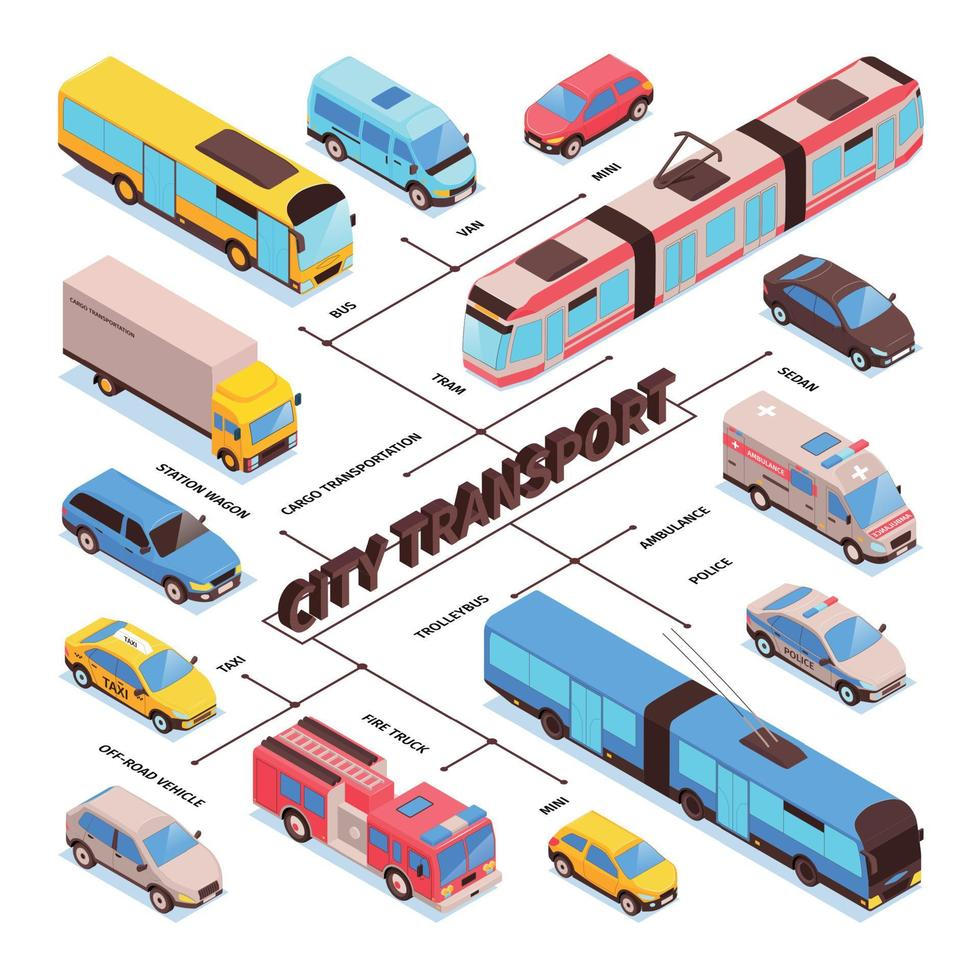 MINI
VAN
BUS
CARGO TRANSPORTATION
TRAM
SEDAN
CARGO TRANSPORTATION
STATION WAGON
CITY TRANSPORT
AMBULANCE
AMBULANCE
AMBULANCE
POLICE
TROLLEYBUS
POLICE
TAXI
TAXI
TAXI
FIRE TRUCK
OFF-ROAD VEHICLE
MINI